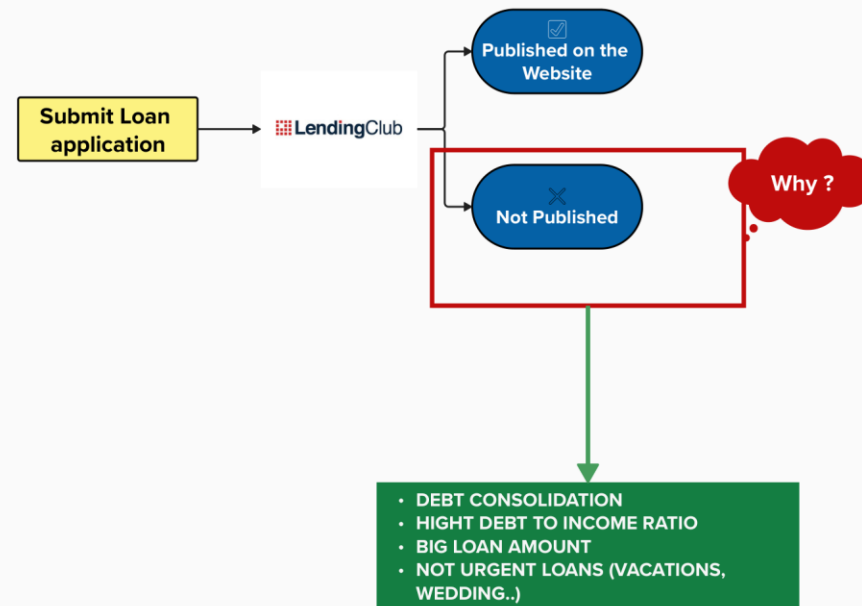 Published on the
Website
Submit Loan
application
LendingClub
Why ?
Not Published
• DEBT CONSOLIDATION
• HIGHT DEBT TO INCOME RATIO
• BIG LOAN AMOUNT
• NOT URGENT LOANS (VACATIONS,
WEDDING..)